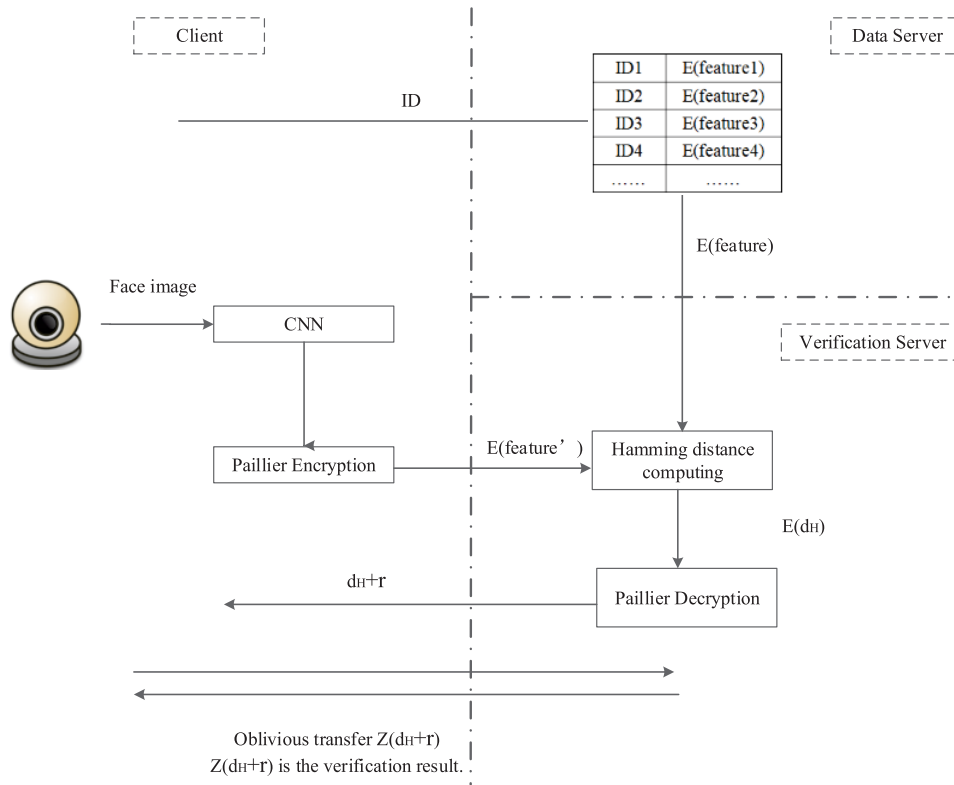 Client
Data Server
ID
ID1 E(feature1)
ID2 E(feature2)
ID3 E(feature3)
ID4 E(feature4)
...... ......
E(feature)
Face image
CNN
Verification Server
Paillier Encryption
E(feature’ )
Hamming distance
computing
E(dH)
dH+r
Paillier Decryption
Oblivious transfer Z(dH+r)
Z(dH+r) is the verification result.